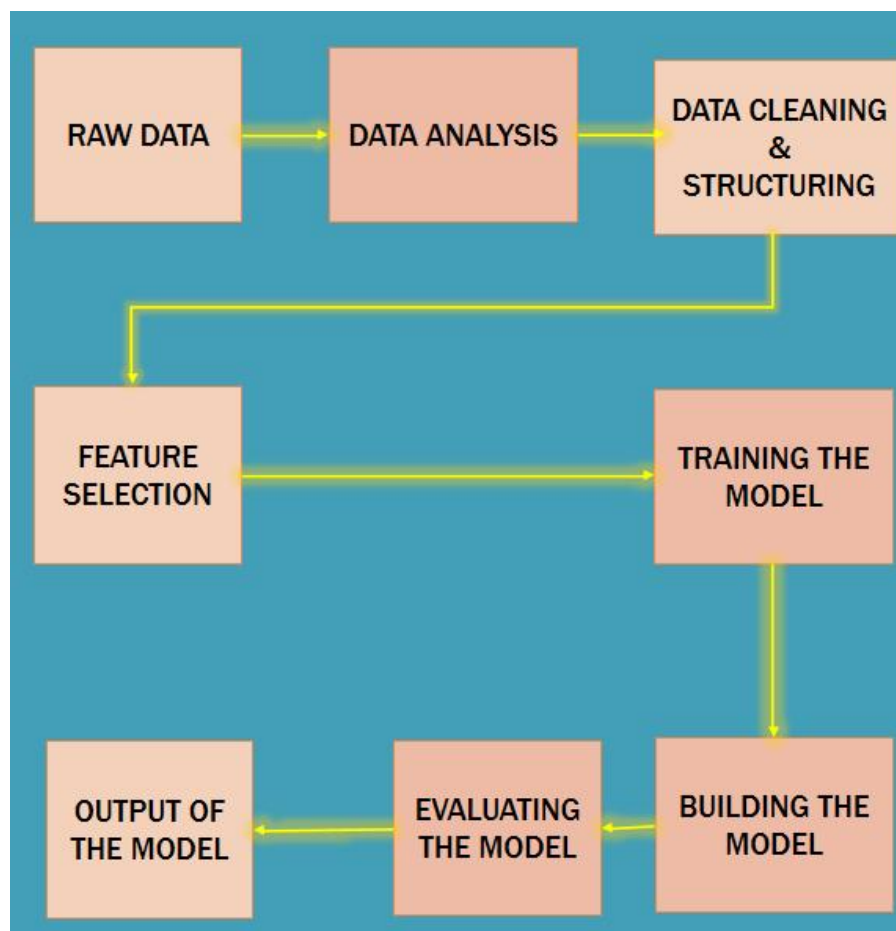 RAW DATA
DATA ANALYSIS
DATA CLEANING
&
STRUCTURING
FEATURE
SELECTION
TRAINING THE
MODEL
OUTPUT OF
THE MODEL
EVALUATING
THE MODEL
BUILDING THE
MODEL